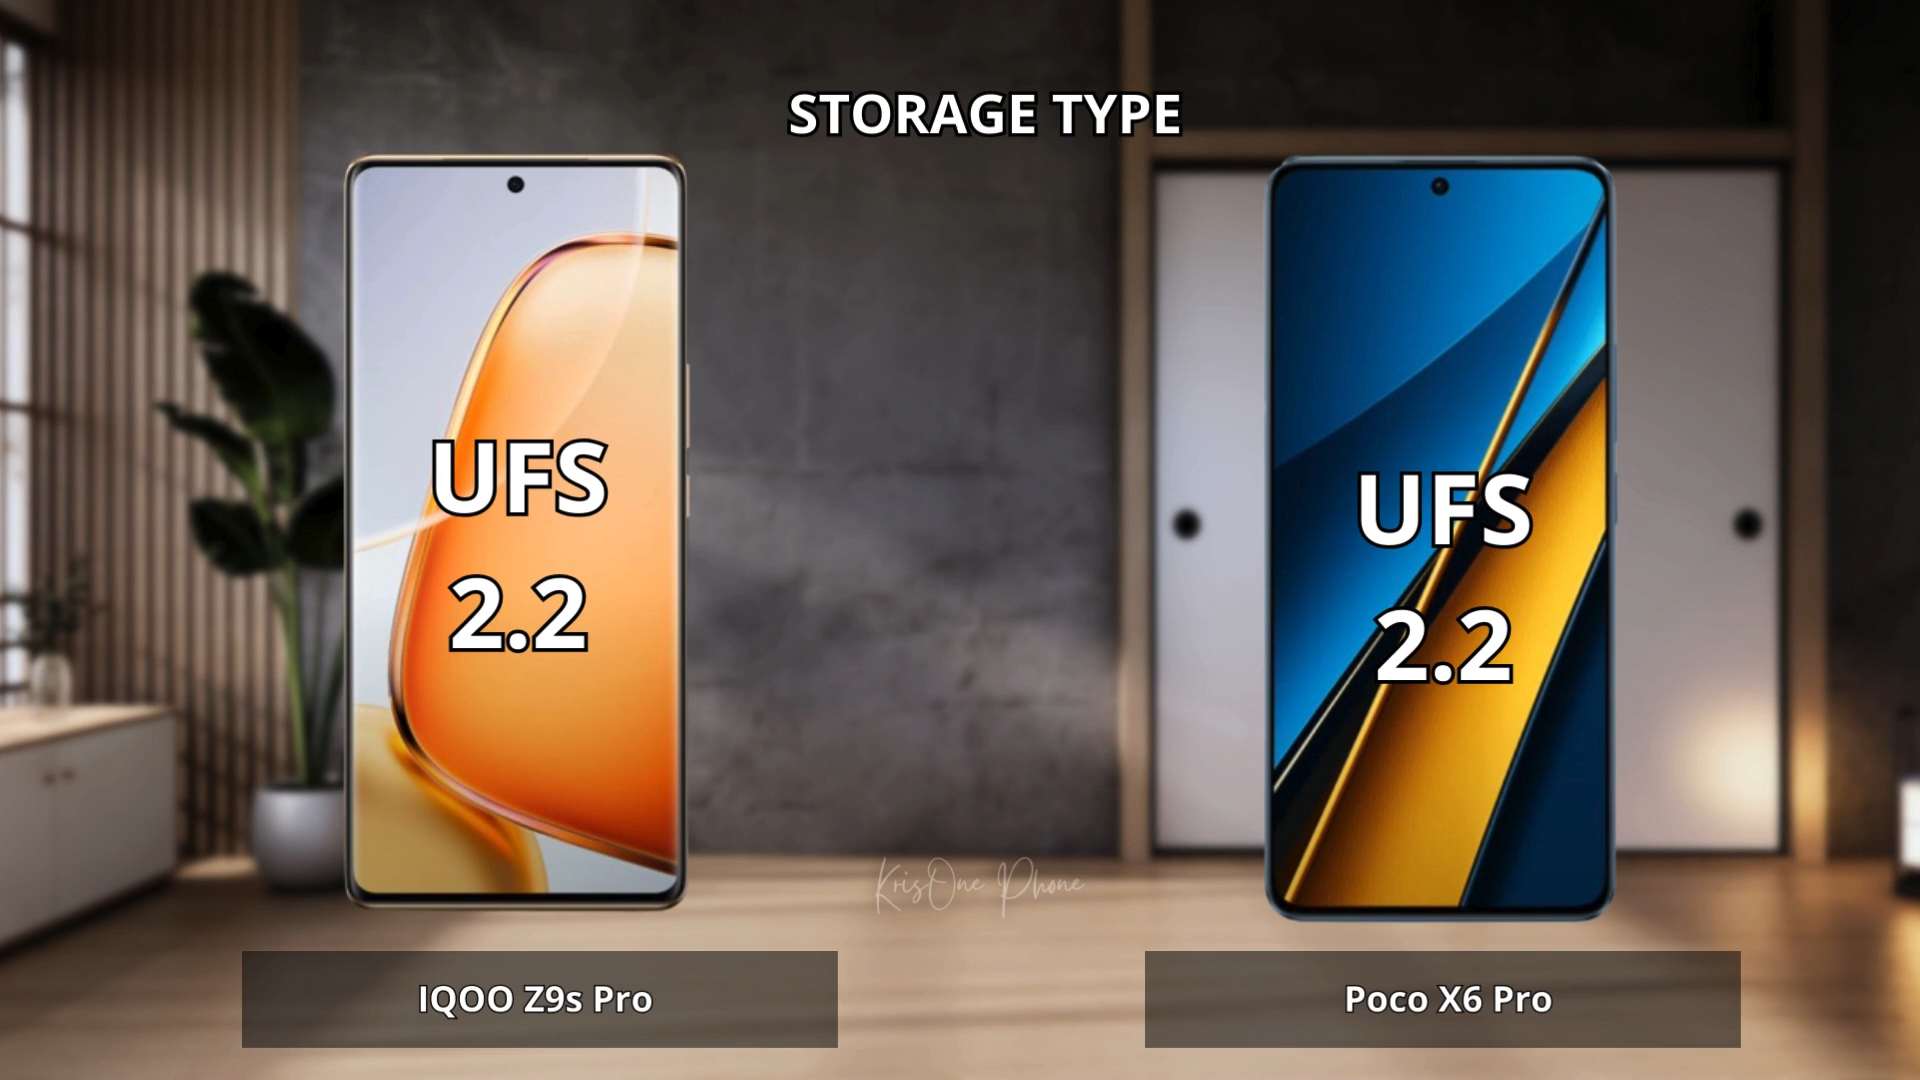 STORAGE TYPE
UFS
2.2
UFS
2.2
KrisOne Phone
IQOO Z9s Pro
Poco X6 Pro